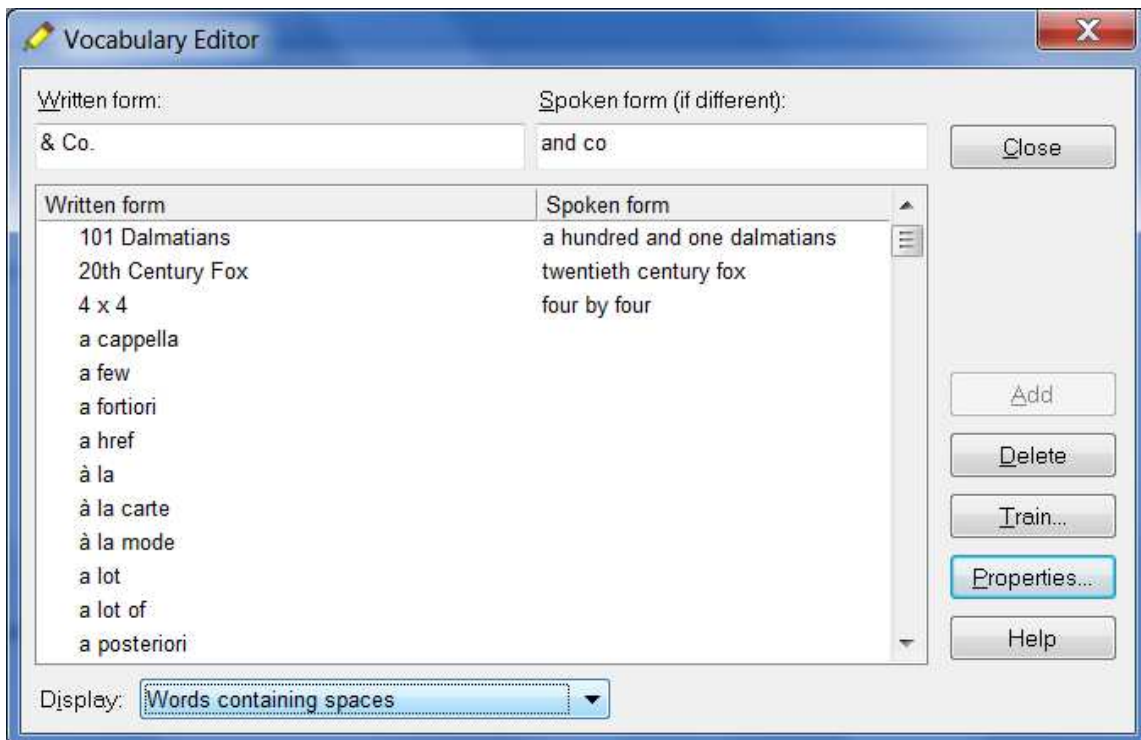 Vocabulary Editor
Written form: Spoken form (if different):
& Co. and co Close
Written form Spoken form
101 Dalmatians a hundred and one dalmatians
20th Century Fox twentieth century fox
4 x 4 four by four
a cappella
a few
a fortiori
a href
à la
à la carte
à la mode
a lot
a lot of
a posteriori
Add
Delete
Train...
Properties...
Help
Display: Words containing spaces